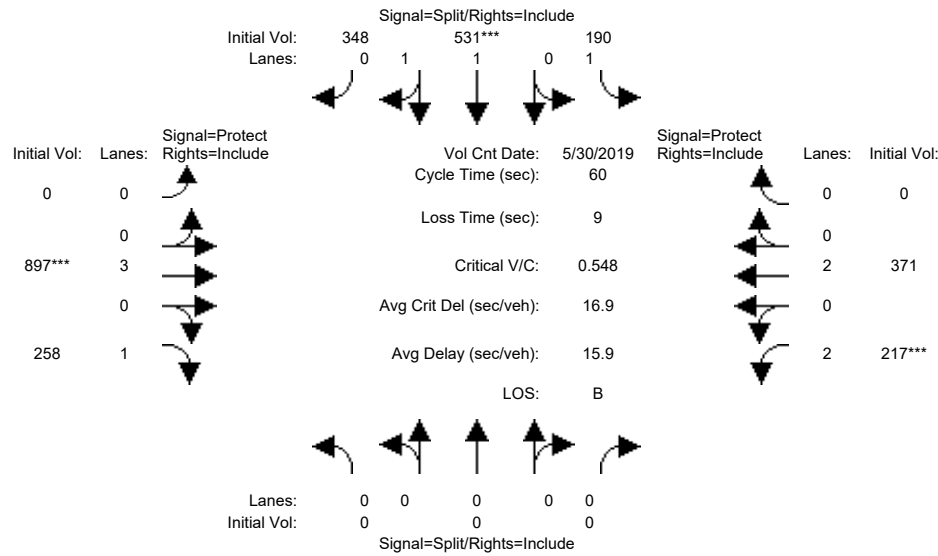 Signal=Split/Rights=Include
Initial Vol: 348 531*** 190
Lanes: 0 1 1 0 1
Signal=Protect
Initial Vol: Lanes: Rights=Include
Vol Cnt Date: 5/30/2019
Signal=Protect
Rights=Include Lanes: Initial Vol:
Cycle Time (sec): 60
0 0
0 0
Loss Time (sec): 9
0
0
897*** 3
Critical V/C: 0.548
2 371
0
Avg Crit Del (sec/veh): 16.9
0
258 1
Avg Delay (sec/veh): 15.9
2 217***
LOS: B
Lanes: 0 0 0 0 0
Initial Vol: 0 0 0
Signal=Split/Rights=Include